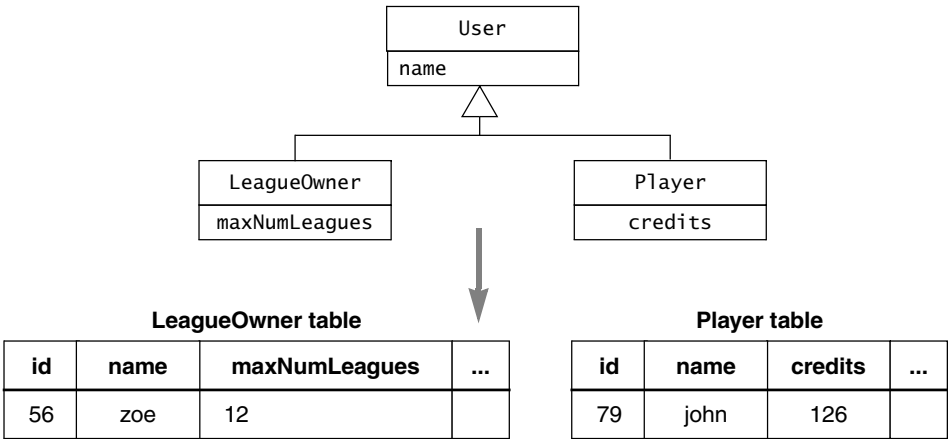 User
name
LeagueOwner
maxNumLeagues
Player
credits
LeagueOwner table
id name maxNumLeagues ...
56 zoe 12
Player table
id name credits ...
79 john 126